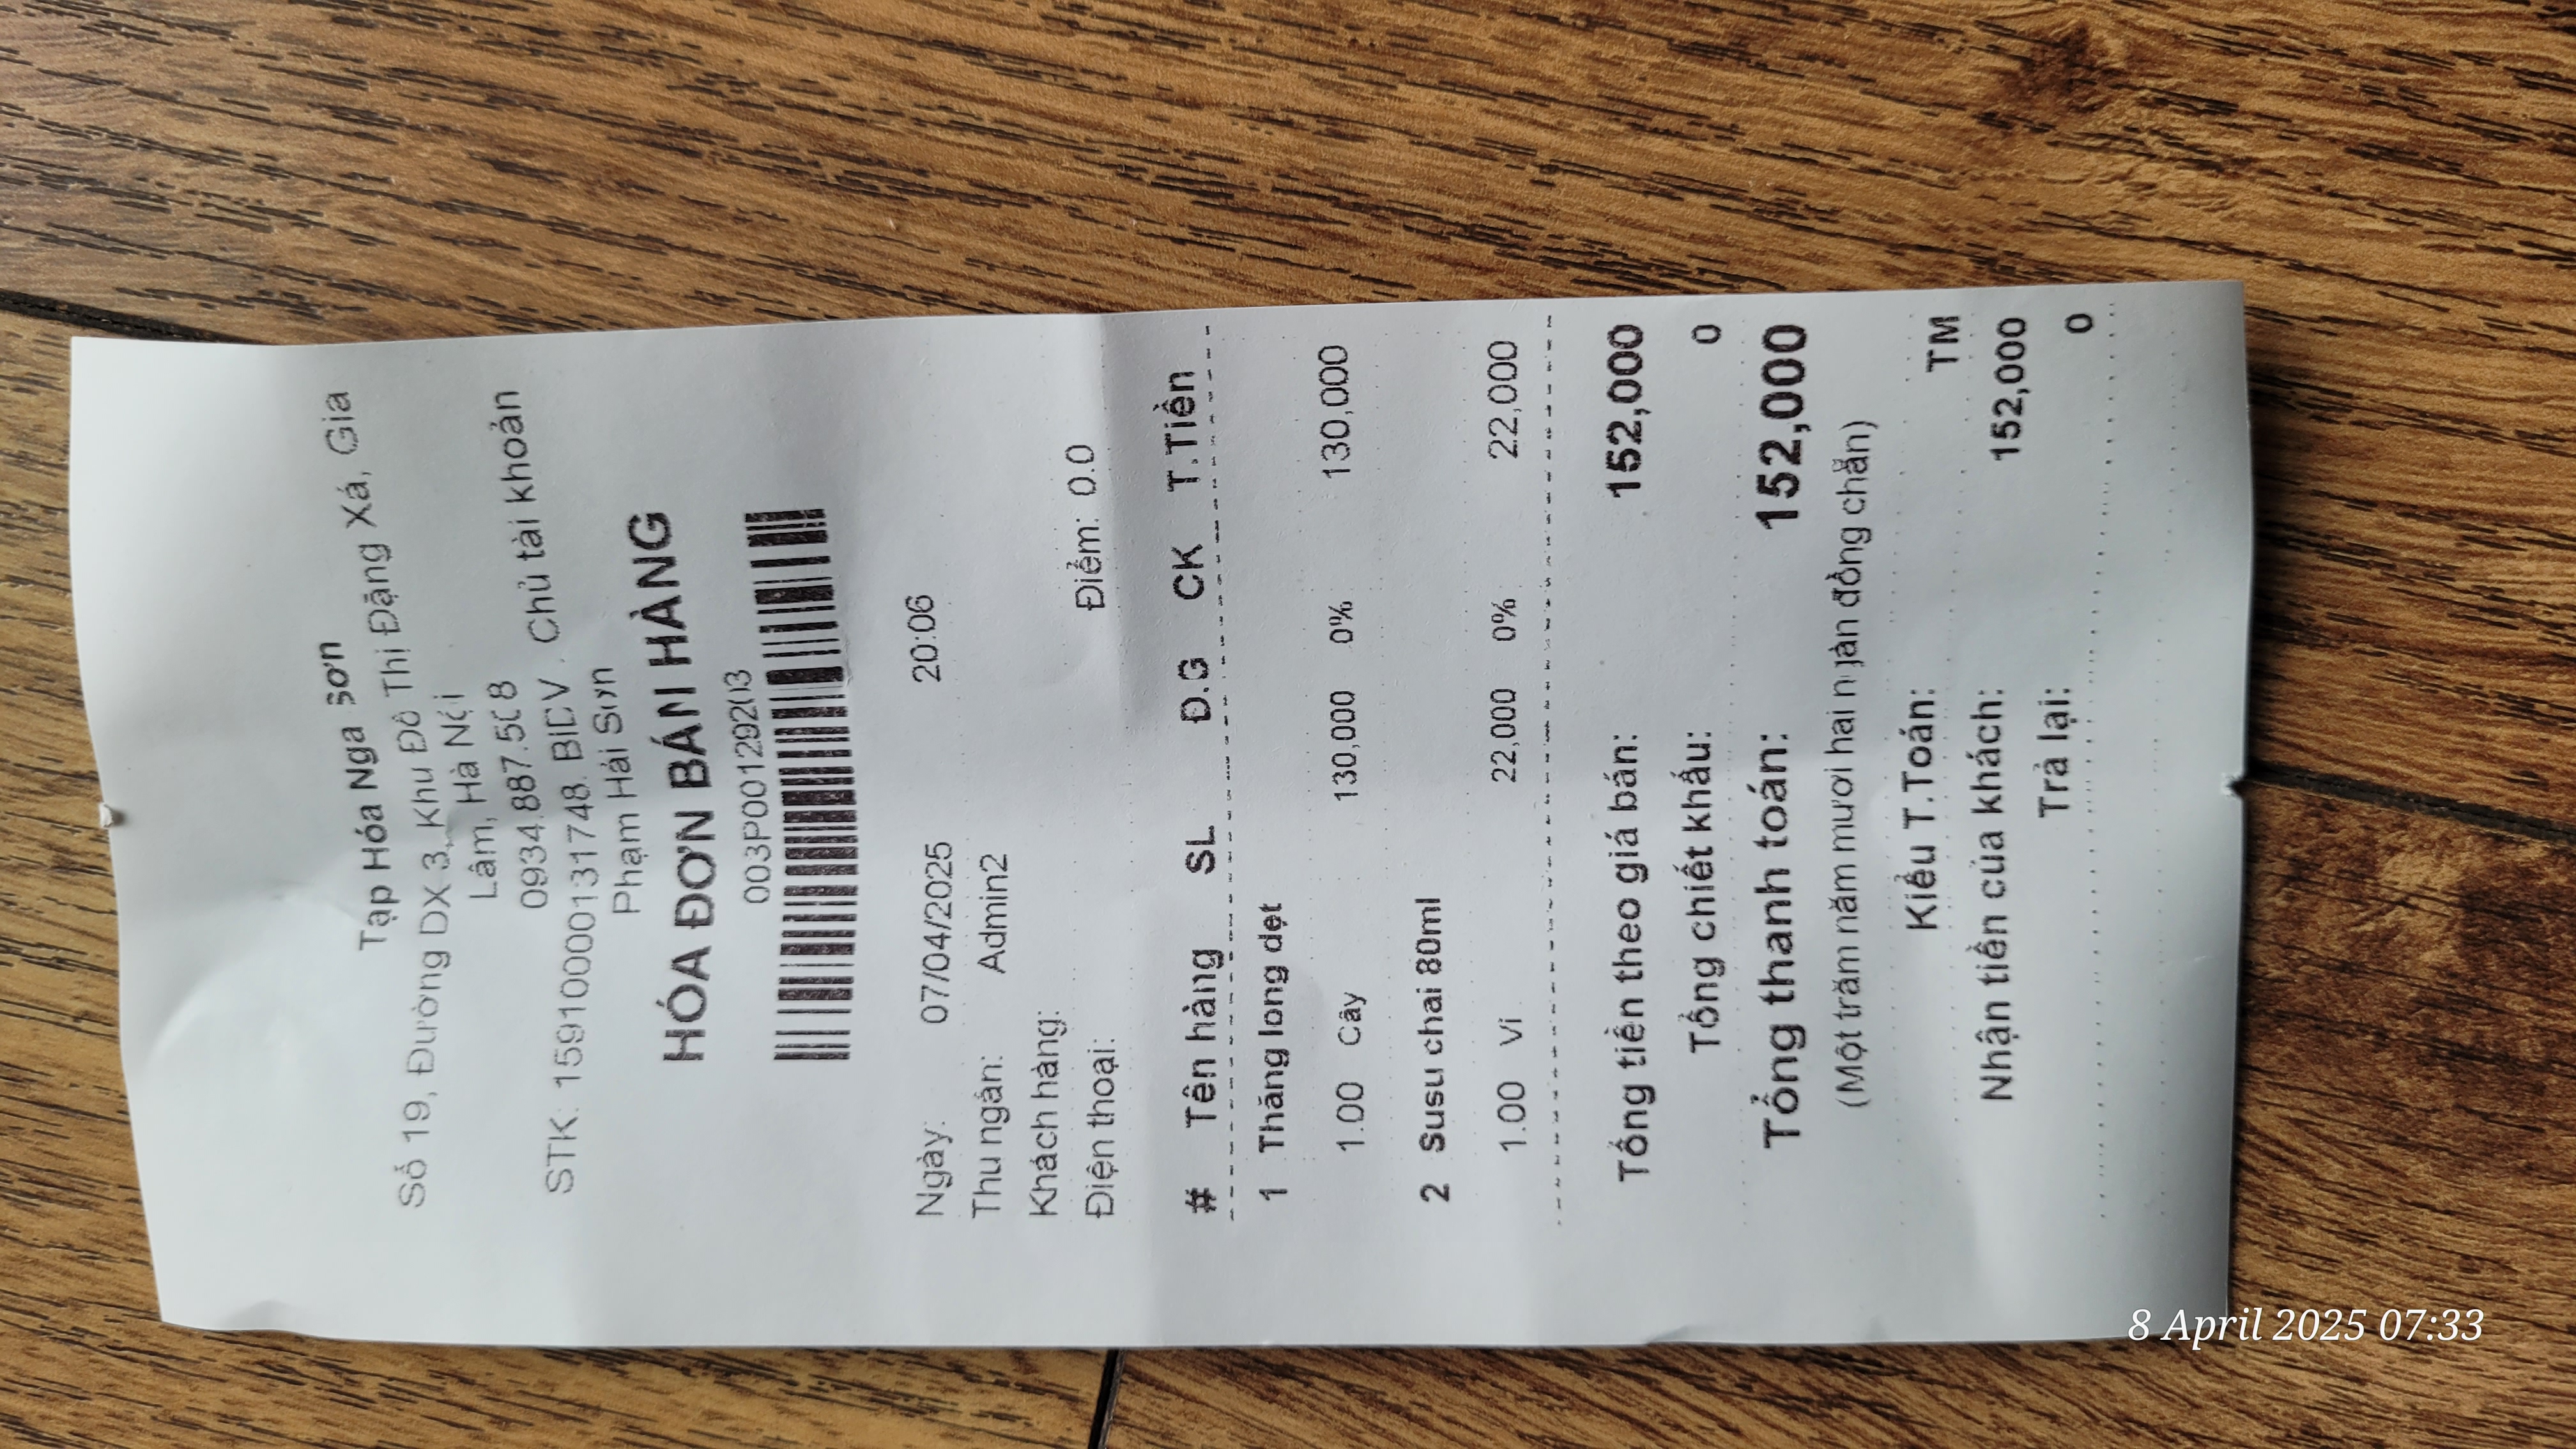 Tạp Hóa Nga Sơn
Số 19, Đường DX 3, Khu Đô Thị Đặng Xá, Gia
Lâm, Hà Nội
0934.887.508
STK: 15910000131748. BIDV . Chủ tài khoản
Phạm Hải Sơn
HÓA ĐƠN BÁN HÀNG
003P00129203
Ngày: 07/04/2025 20:06
Thu ngân: Admin2
Khách hàng:
Điện thoại: Điểm: 0.0
# Tên hàng SL Đ.G CK T.Tiền
1 Thăng long dẹt
1.00 Cây 130,000 0% 130,000
2 Susu chai 80ml
1.00 Vỉ 22,000 0% 22,000
Tổng tiền theo giá bán: 152,000
Tổng chiết khấu: 0
Tổng thanh toán: 152,000
(Một trăm năm mươi hai ngàn đồng chẵn)
Kiểu T.Toán: TM
Nhận tiền của khách: 152,000
Trả lại: 0
8 April 2025 07:33